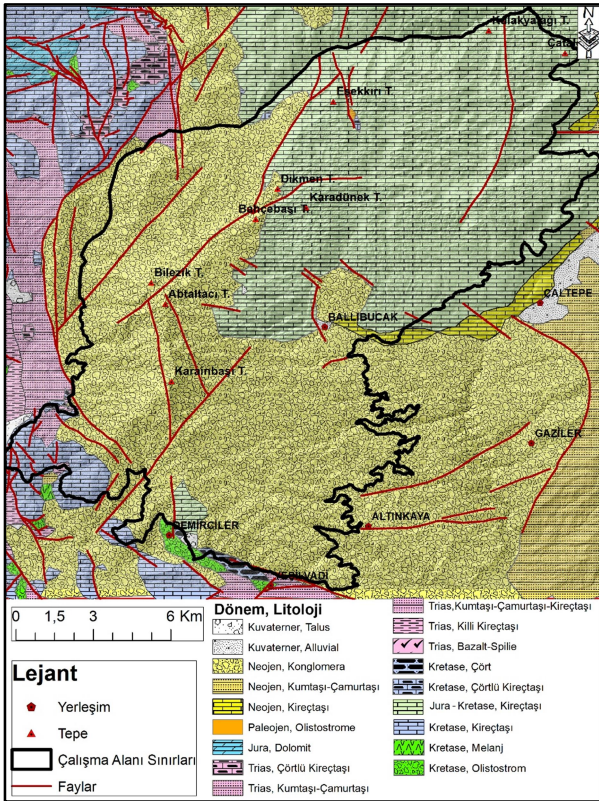 Kulakyağığı T.
N
Eşekkırı T.
Dikmen T.
Karadünek T.
Bahçebaşı T.
Bilezik T.
Abtaltacı T.
ÇALTEPE
BALLIBUCAK
Karainbaşı T.
GAZİLER
ALTINKAYA
DEMİRCİLER
0 1,5 3 6 Km
Lejant
Yerleşim
Tepe
Çalışma Alanı Sınırları
Faylar
Dönem, Litoloji
Kuvaterner, Talus
Kuvaterner, Alluvial
Neojen, Konglomera
Neojen, Kumtaşı-Çamurtaşı
Neojen, Kireçtaşı
Paleojen, Olistostrome
Jura, Dolomit
Trias, Çörtlü Kireçtaşı
Trias, Kumtaşı-Çamurtaşı
Trias,Kumtaşı-Çamurtaşı-Kireçtaşı
Trias, Killi Kireçtaşı
Trias, Bazalt-Spilie
Kretase, Çört
Kretase, Çörtlü Kireçtaşı
Jura - Kretase, Kireçtaşı
Kretase, Kireçtaşı
Kretase, Melanj
Kretase, Olistostrom